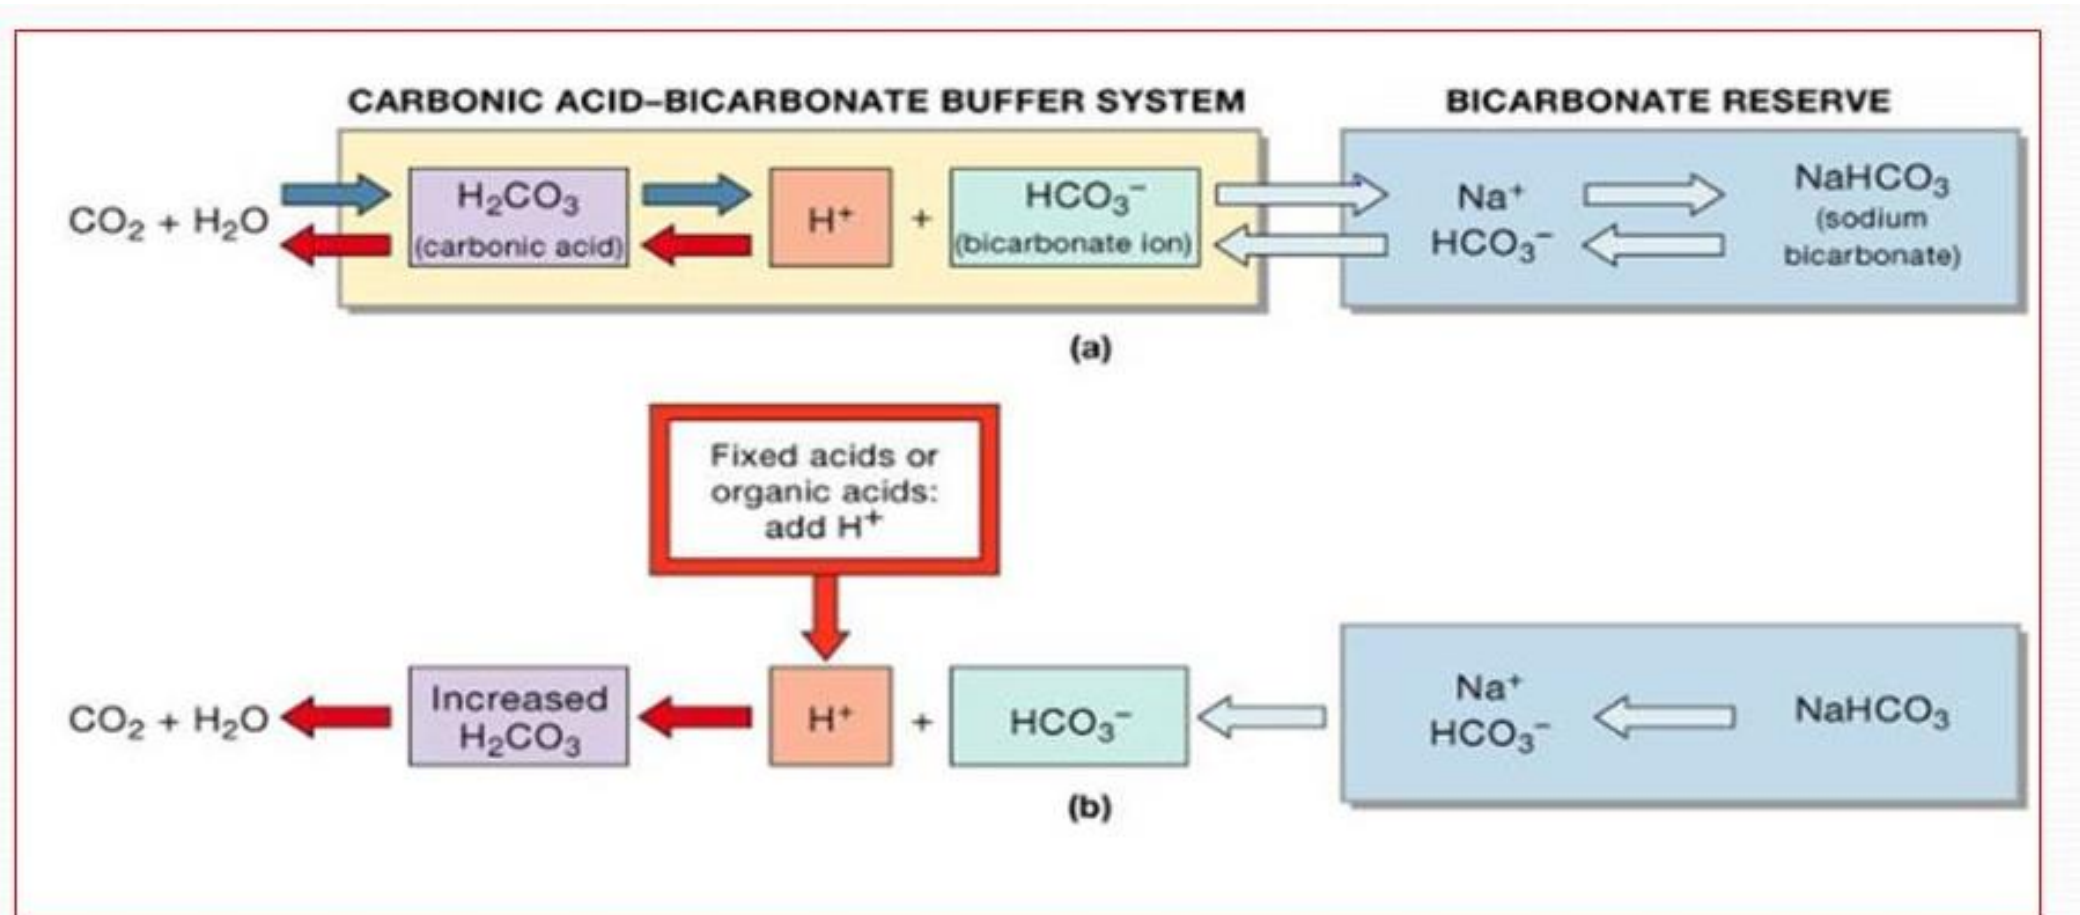 CARBONIC ACID–BICARBONATE BUFFER SYSTEM
BICARBONATE RESERVE
CO₂ + H₂O
H₂CO₃
(carbonic acid)
H⁺
+
HCO₃⁻
(bicarbonate ion)
Na⁺
HCO₃⁻
NaHCO₃
(sodium
bicarbonate)
(a)
Fixed acids or
organic acids:
add H⁺
CO₂ + H₂O
Increased
H₂CO₃
H⁺
+
HCO₃⁻
Na⁺
HCO₃⁻
NaHCO₃
(b)